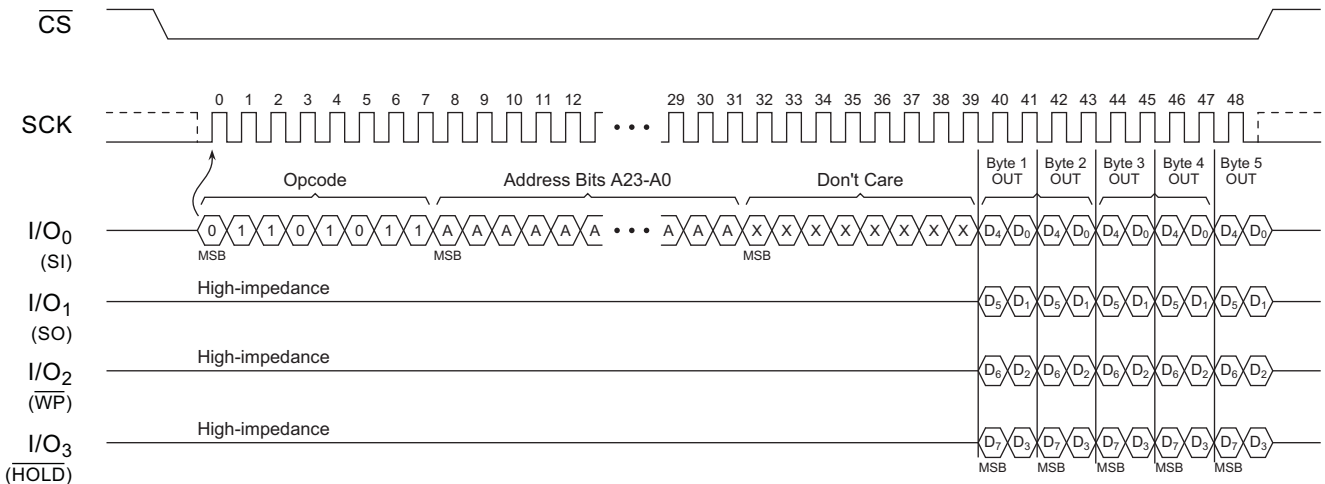 CS
SCK
0 1 2 3 4 5 6 7 8 9 10 11 12 29 30 31 32 33 34 35 36 37 38 39 40 41 42 43 44 45 46 47 48
• • •
Opcode Address Bits A23-A0 Don't Care
Byte 1 OUT Byte 2 OUT Byte 3 OUT Byte 4 OUT Byte 5 OUT
I/O0 (SI)
0 1 1 0 1 0 1 1 A A A A A A • • • A A A X X X X X X X X D4 D0 D4 D0 D4 D0 D4 D0 D4 D0
MSB MSB MSB
I/O1 (SO)
High-impedance
D5 D1 D5 D1 D5 D1 D5 D1 D5 D1
I/O2 (WP)
High-impedance
D6 D2 D6 D2 D6 D2 D6 D2 D6 D2
I/O3 (HOLD)
High-impedance
D7 D3 D7 D3 D7 D3 D7 D3 D7 D3
MSB MSB MSB MSB MSB